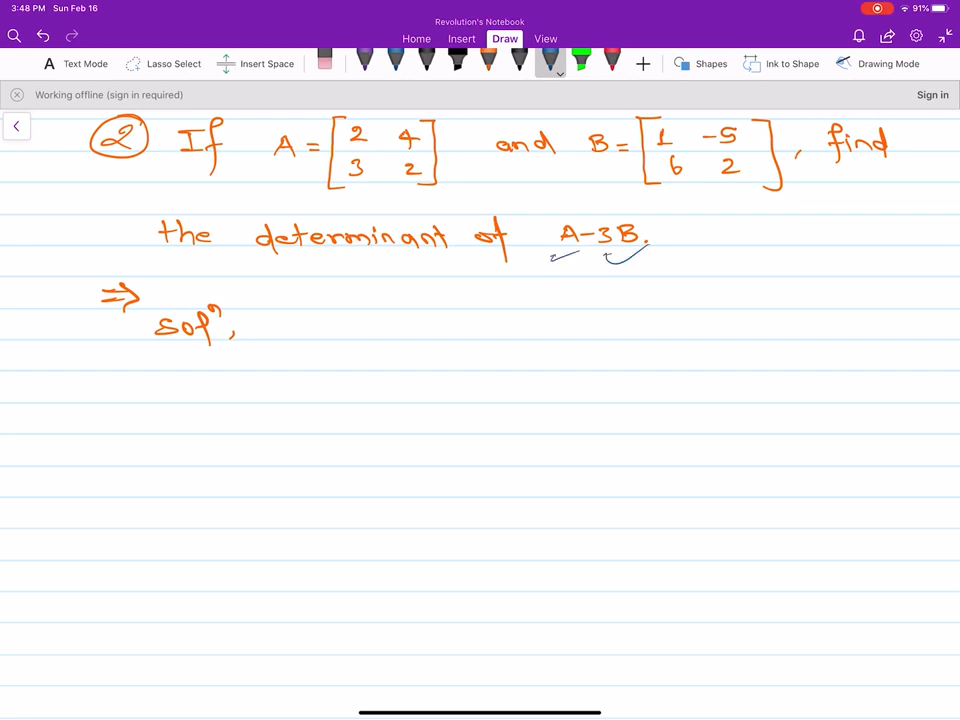 3:48 PM Sun Feb 16
91%
Revolution's Notebook
Home Insert Draw View
Text Mode Lasso Select Insert Space Shapes Ink to Shape Drawing Mode
Working offline (sign in required) Sign in
2 If A = [2 4 and B = [1 -5], find
3 2] 6 2]
the determinant of A-3B.
⇒
solⁿ,